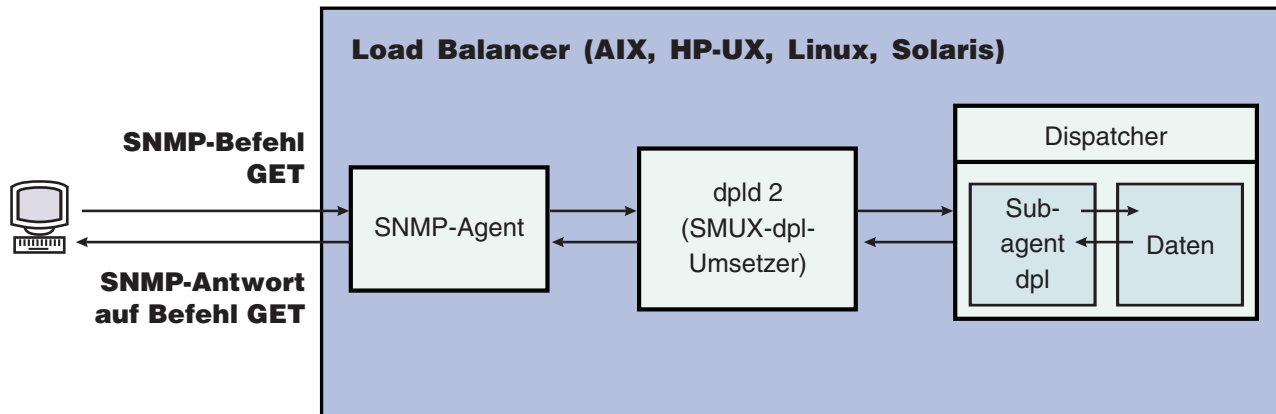 Load Balancer (AIX, HP-UX, Linux, Solaris)
SNMP-Befehl
GET
SNMP-Antwort
auf Befehl GET
SNMP-Agent
dpld 2
(SMUX-dpl-
Umsetzer)
Dispatcher
Sub-
agent
dpl
Daten